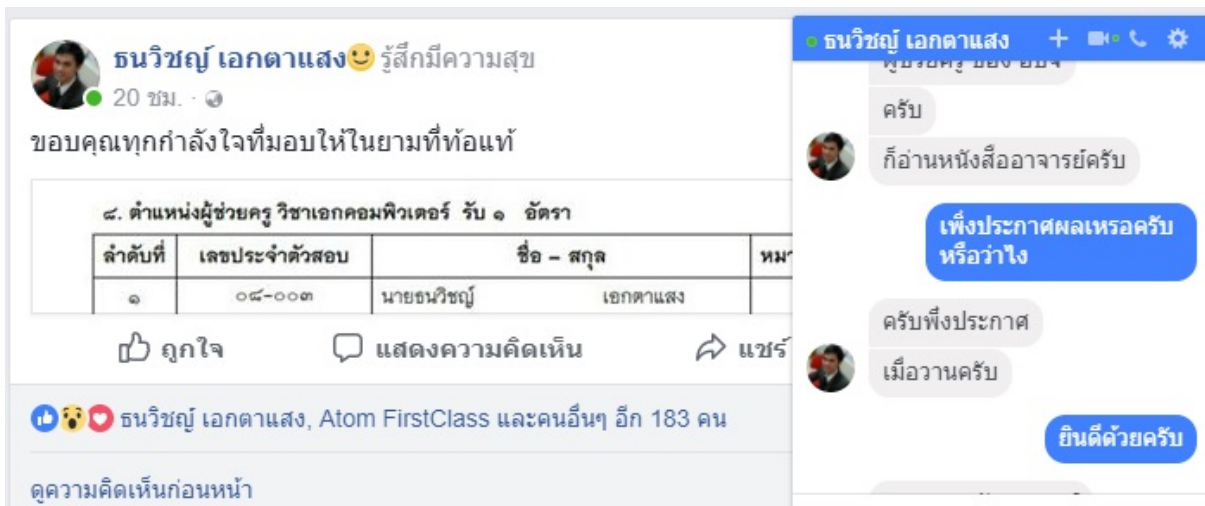 ธนวิชญ์ เอกตาแสง รู้สึกมีความสุข
20 ชม.
ขอบคุณทุกกำลังใจที่มอบให้ในยามที่ท้อแท้
๘. ตำแหน่งผู้ช่วยครู วิชาเอกคอมพิวเตอร์ รับ ๑ อัตรา
ลำดับที่ เลขประจำตัวสอบ ชื่อ – สกุล หมา
๑ ๐๘-๐๐๓ นายธนวิชญ์ เอกตาแสง
ถูกใจ แสดงความคิดเห็น แชร์
ธนวิชญ์ เอกตาแสง, Atom FirstClass และคนอื่นๆ อีก 183 คน
ดูความคิดเห็นก่อนหน้า
ธนวิชญ์ เอกตาแสง
ครับ
ก็อ่านหนังสืออาจารย์ครับ
เพิ่งประกาศผลเหรอครับ
หรือว่าไง
ครับพึ่งประกาศ
เมื่อวานครับ
ยินดีด้วยครับ